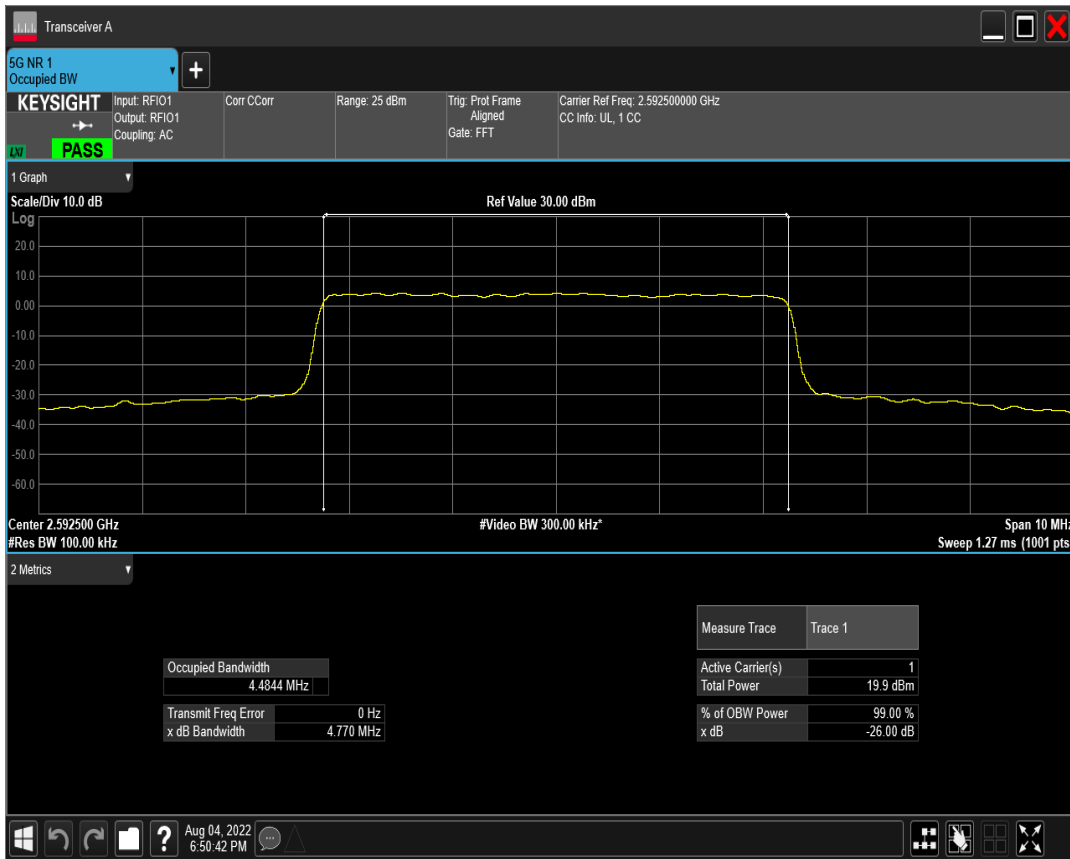 Transceiver A
5G NR 1
Occupied BW
KEYSIGHT
Input: RFIO1
Output: RFIO1
Coupling: AC
LXI
PASS
Corr CCorr
Range: 25 dBm
Trig: Prot Frame
Aligned
Gate: FFT
Carrier Ref Freq: 2.592500000 GHz
CC Info: UL, 1 CC
1 Graph
Scale/Div 10.0 dB
Ref Value 30.00 dBm
Log
20.0
10.0
0.00
-10.0
-20.0
-30.0
-40.0
-50.0
-60.0
Center 2.592500 GHz
#Video BW 300.00 kHz*
Span 10 MHz
#Res BW 100.00 kHz
Sweep 1.27 ms (1001 pts
2 Metrics
Measure Trace Trace 1
Occupied Bandwidth
4.4844 MHz
Active Carrier(s) 1
Total Power 19.9 dBm
Transmit Freq Error 0 Hz
x dB Bandwidth 4.770 MHz
% of OBW Power 99.00 %
x dB -26.00 dB
?
Aug 04, 2022
6:50:42 PM